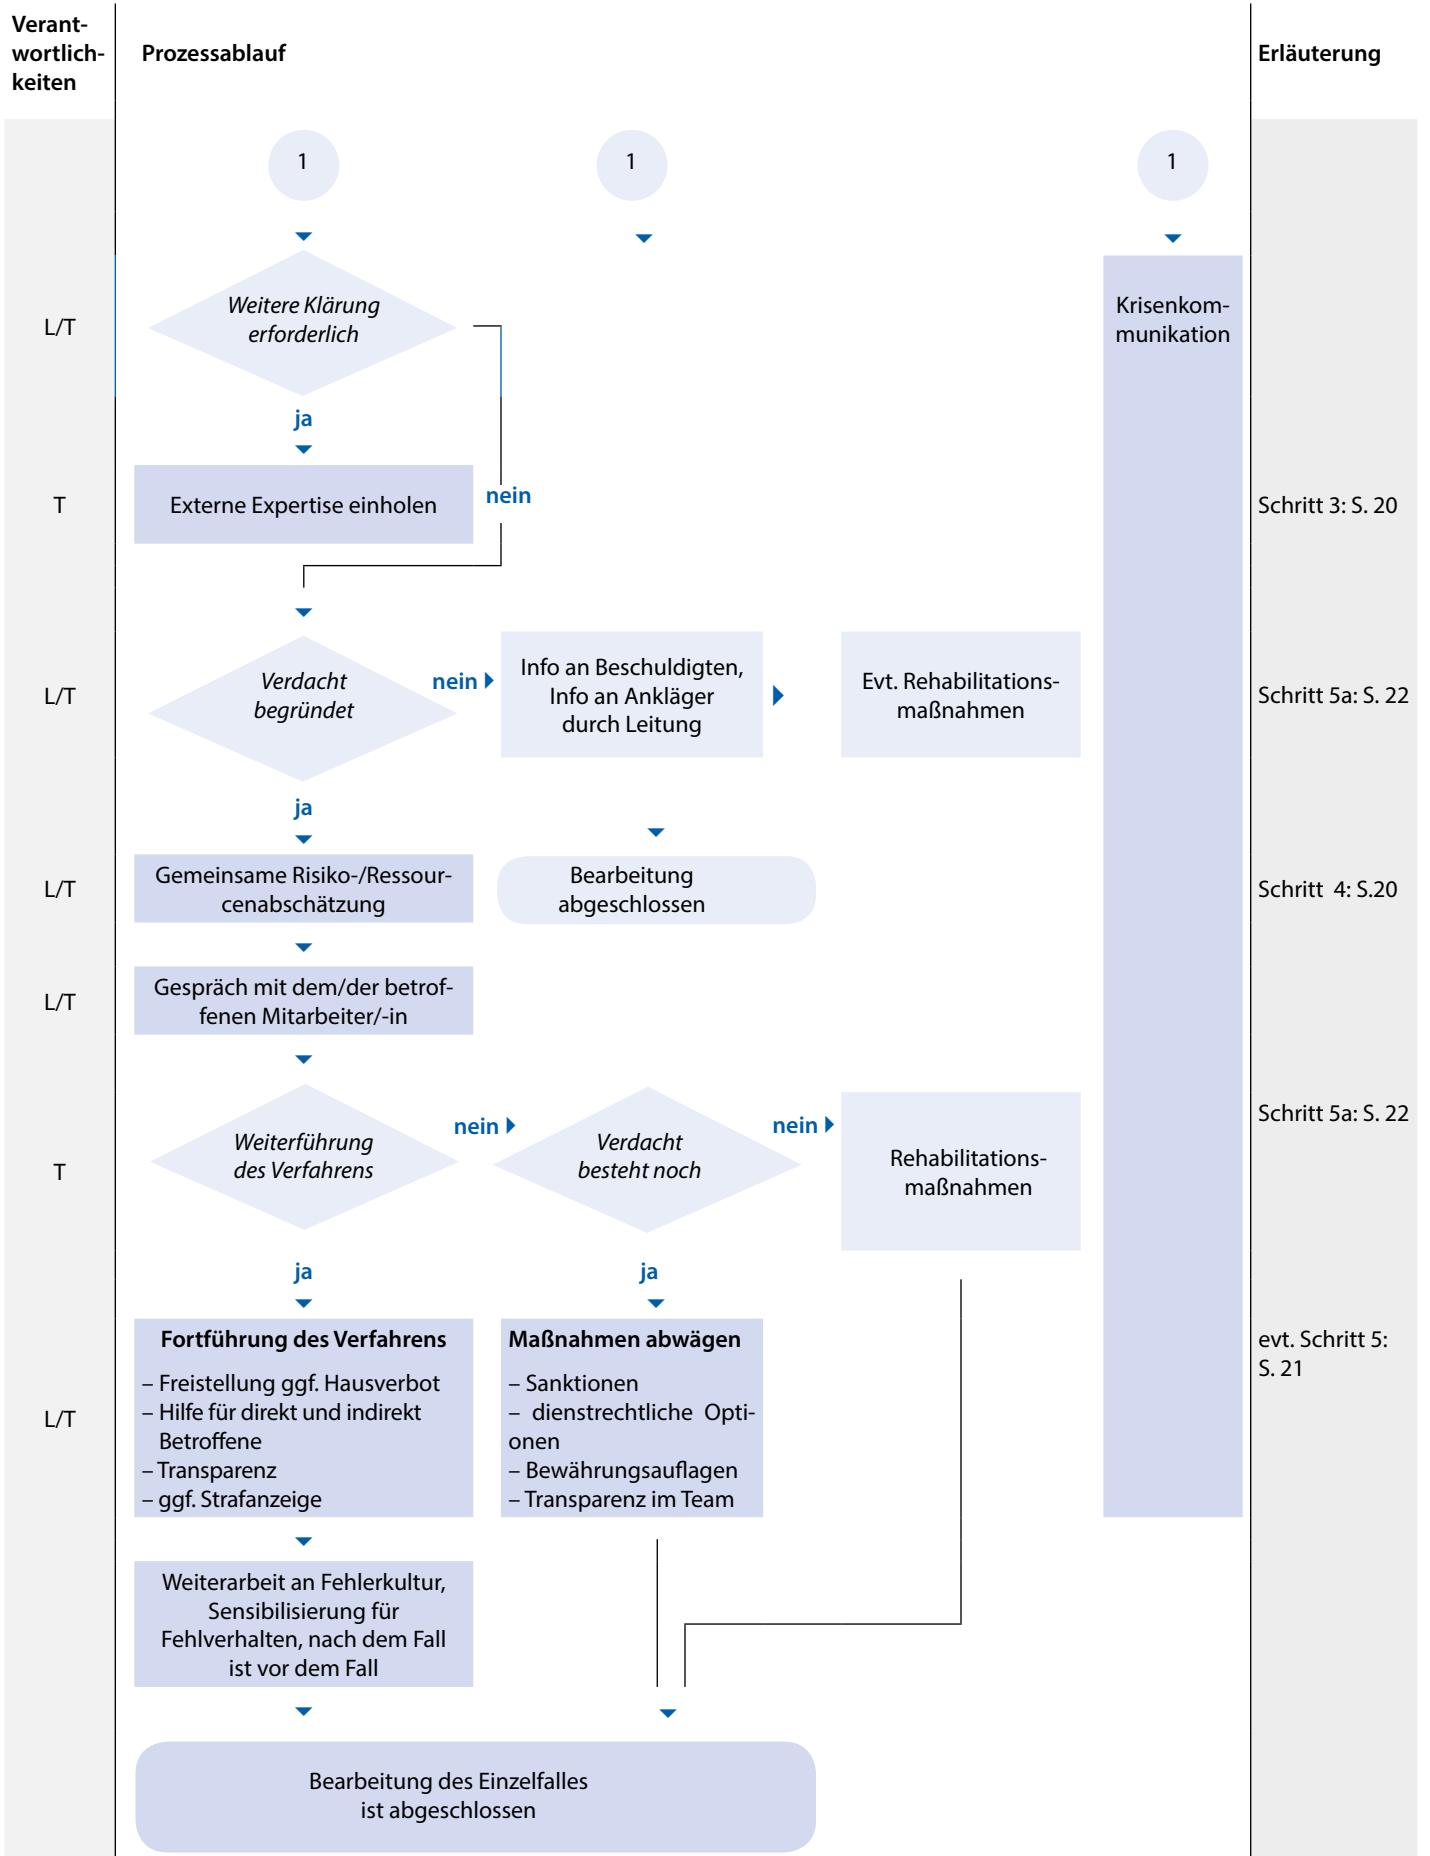 Verant-
wortlich-
keiten
Prozessablauf
Erläuterung
1
1
1
L/T
Weitere Klärung
erforderlich
Krisenkom-
munikation
ja
T
Externe Expertise einholen
nein
Schritt 3: S. 20
L/T
Verdacht
begründet
nein
Info an Beschuldigten,
Info an Ankläger
durch Leitung
Evt. Rehabilitations-
maßnahmen
Schritt 5a: S. 22
ja
L/T
Gemeinsame Risiko-/Ressour-
cenabschätzung
Bearbeitung
abgeschlossen
Schritt 4: S.20
L/T
Gespräch mit dem/der betrof-
fenen Mitarbeiter/-in
T
Weiterführung
des Verfahrens
nein
Verdacht
besteht noch
nein
Rehabilitations-
maßnahmen
Schritt 5a: S. 22
ja
ja
L/T
Fortführung des Verfahrens
– Freistellung ggf. Hausverbot
– Hilfe für direkt und indirekt
Betroffene
– Transparenz
– ggf. Strafanzeige
Maßnahmen abwägen
– Sanktionen
– dienstrechtliche Opti-
onen
– Bewährungsauflagen
– Transparenz im Team
evt. Schritt 5:
S. 21
Weiterarbeit an Fehlerkultur,
Sensibilisierung für
Fehlverhalten, nach dem Fall
ist vor dem Fall
Bearbeitung des Einzelfalles
ist abgeschlossen